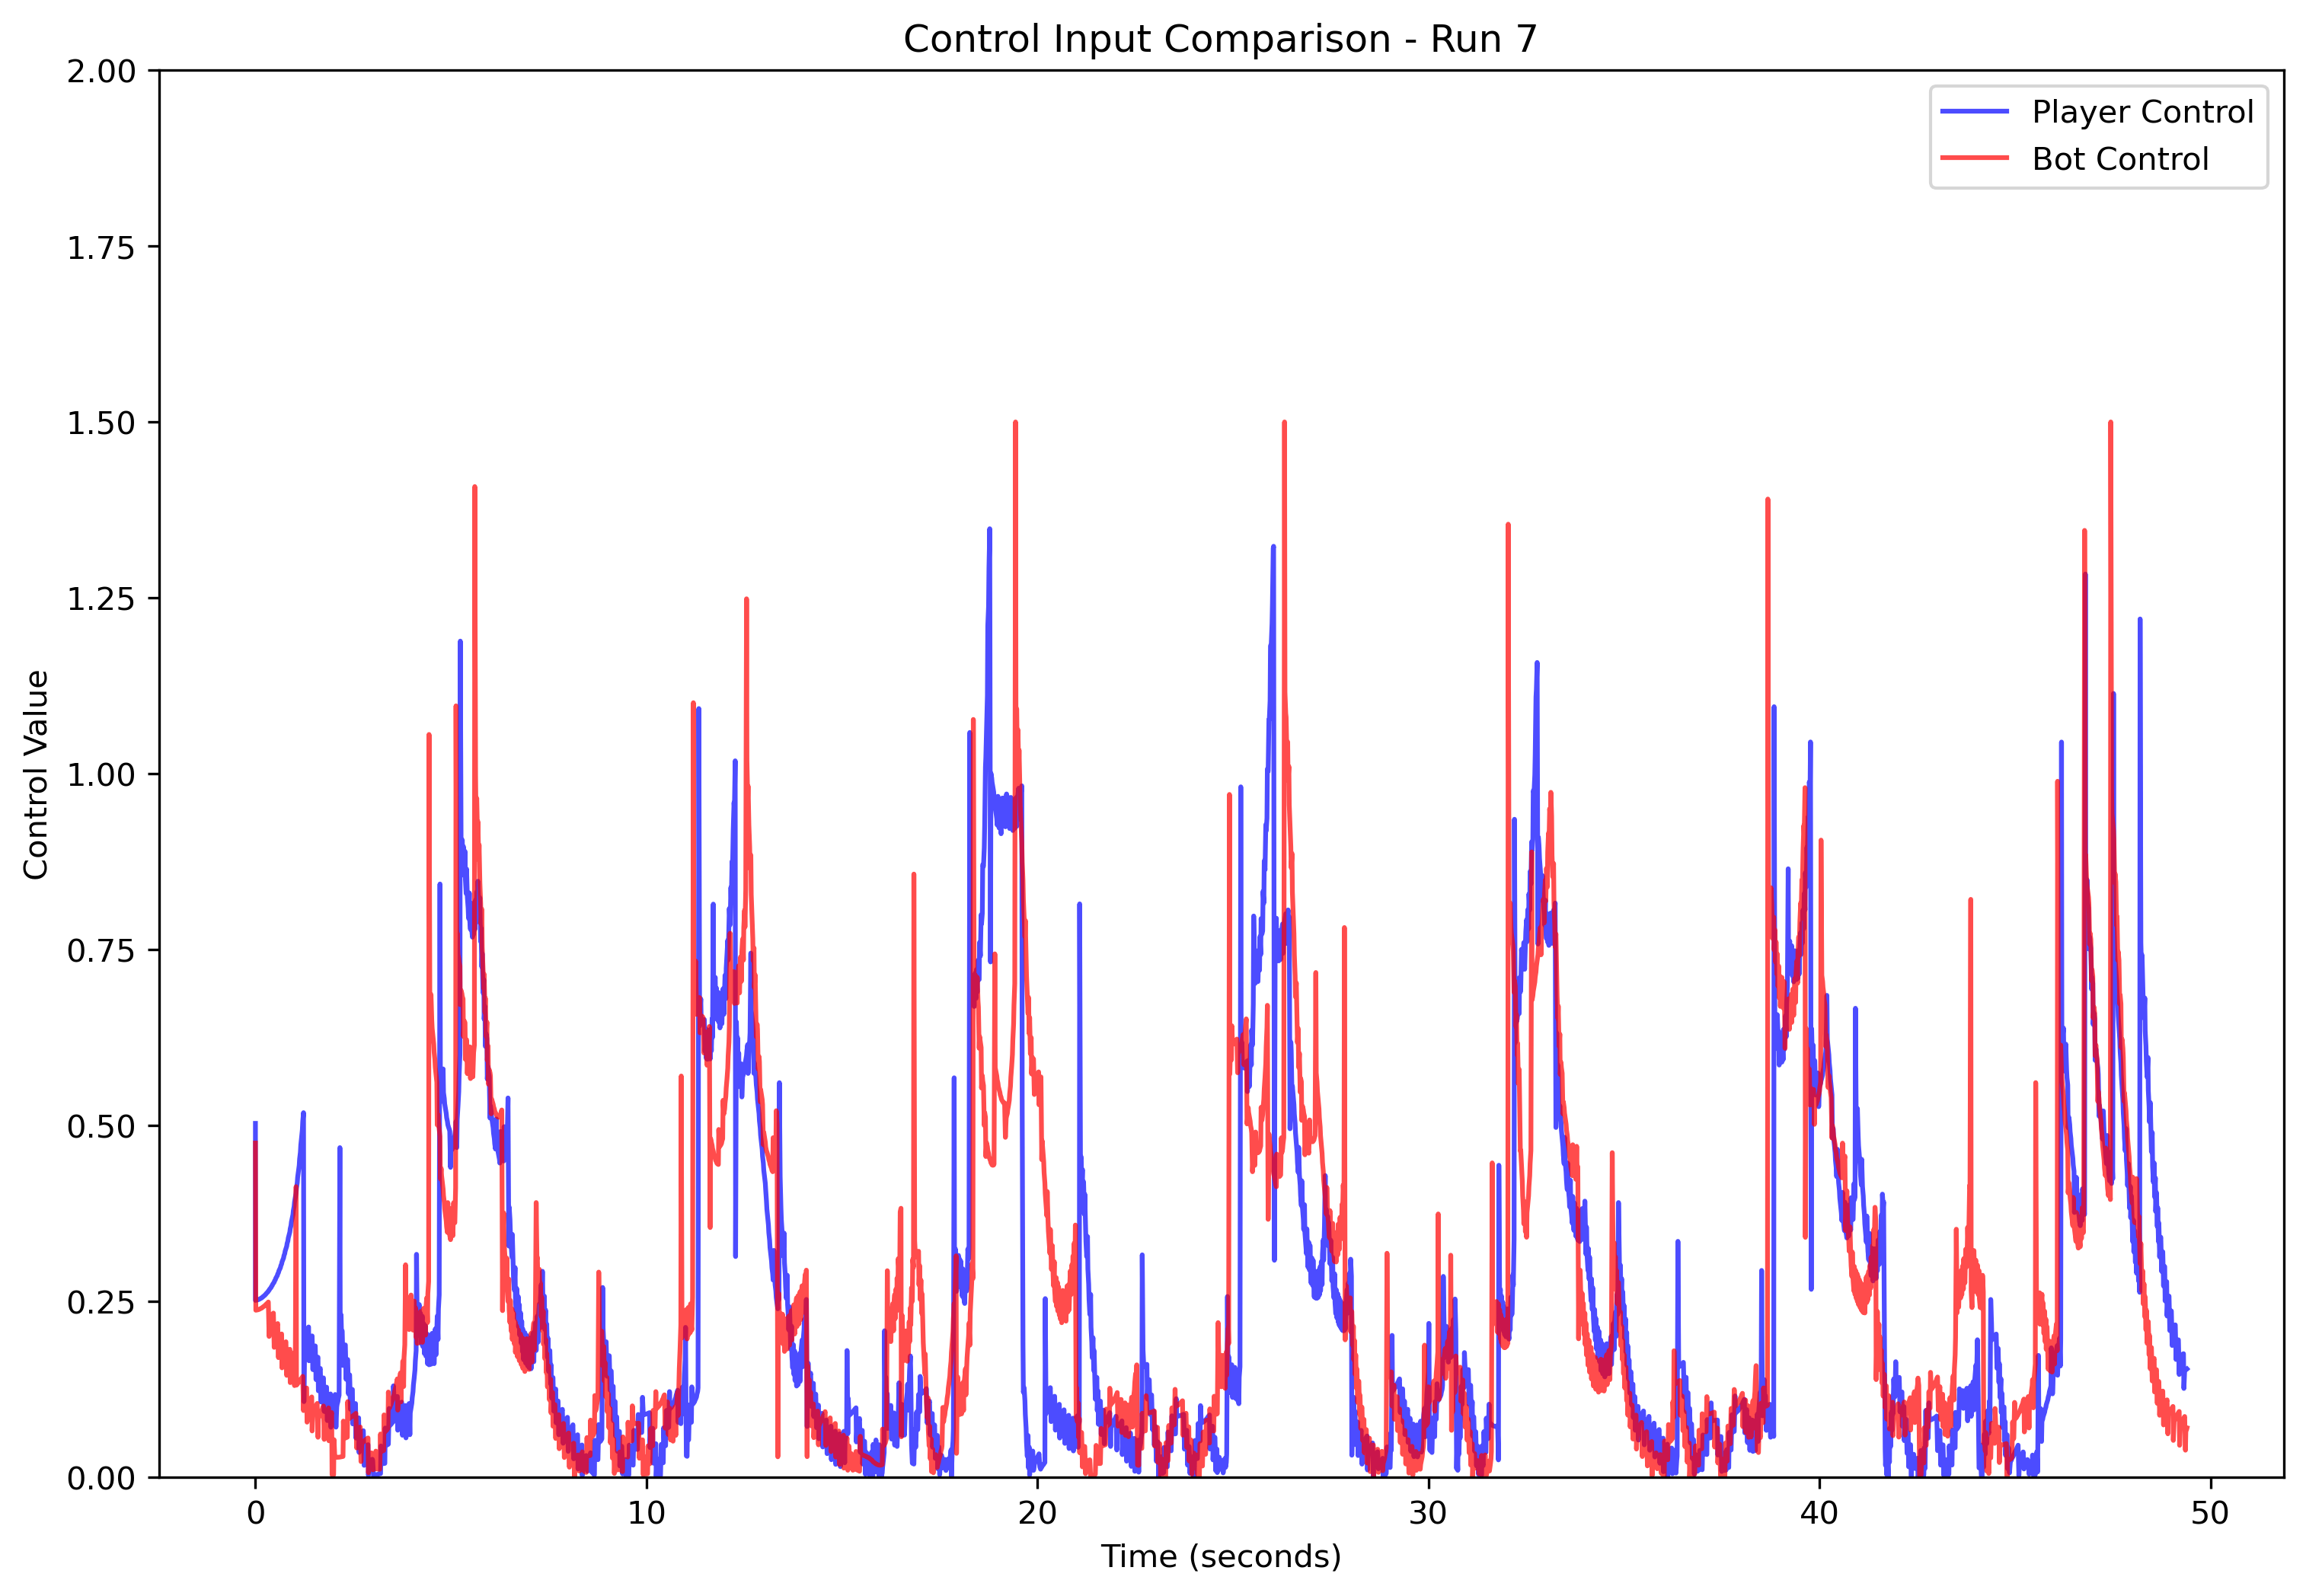 Control Input Comparison - Run 7
2.00
1.75
1.50
1.25
1.00
0.75
0.50
0.25
0.00
Control Value
Player Control
Bot Control
0 10 20 30 40 50
Time (seconds)